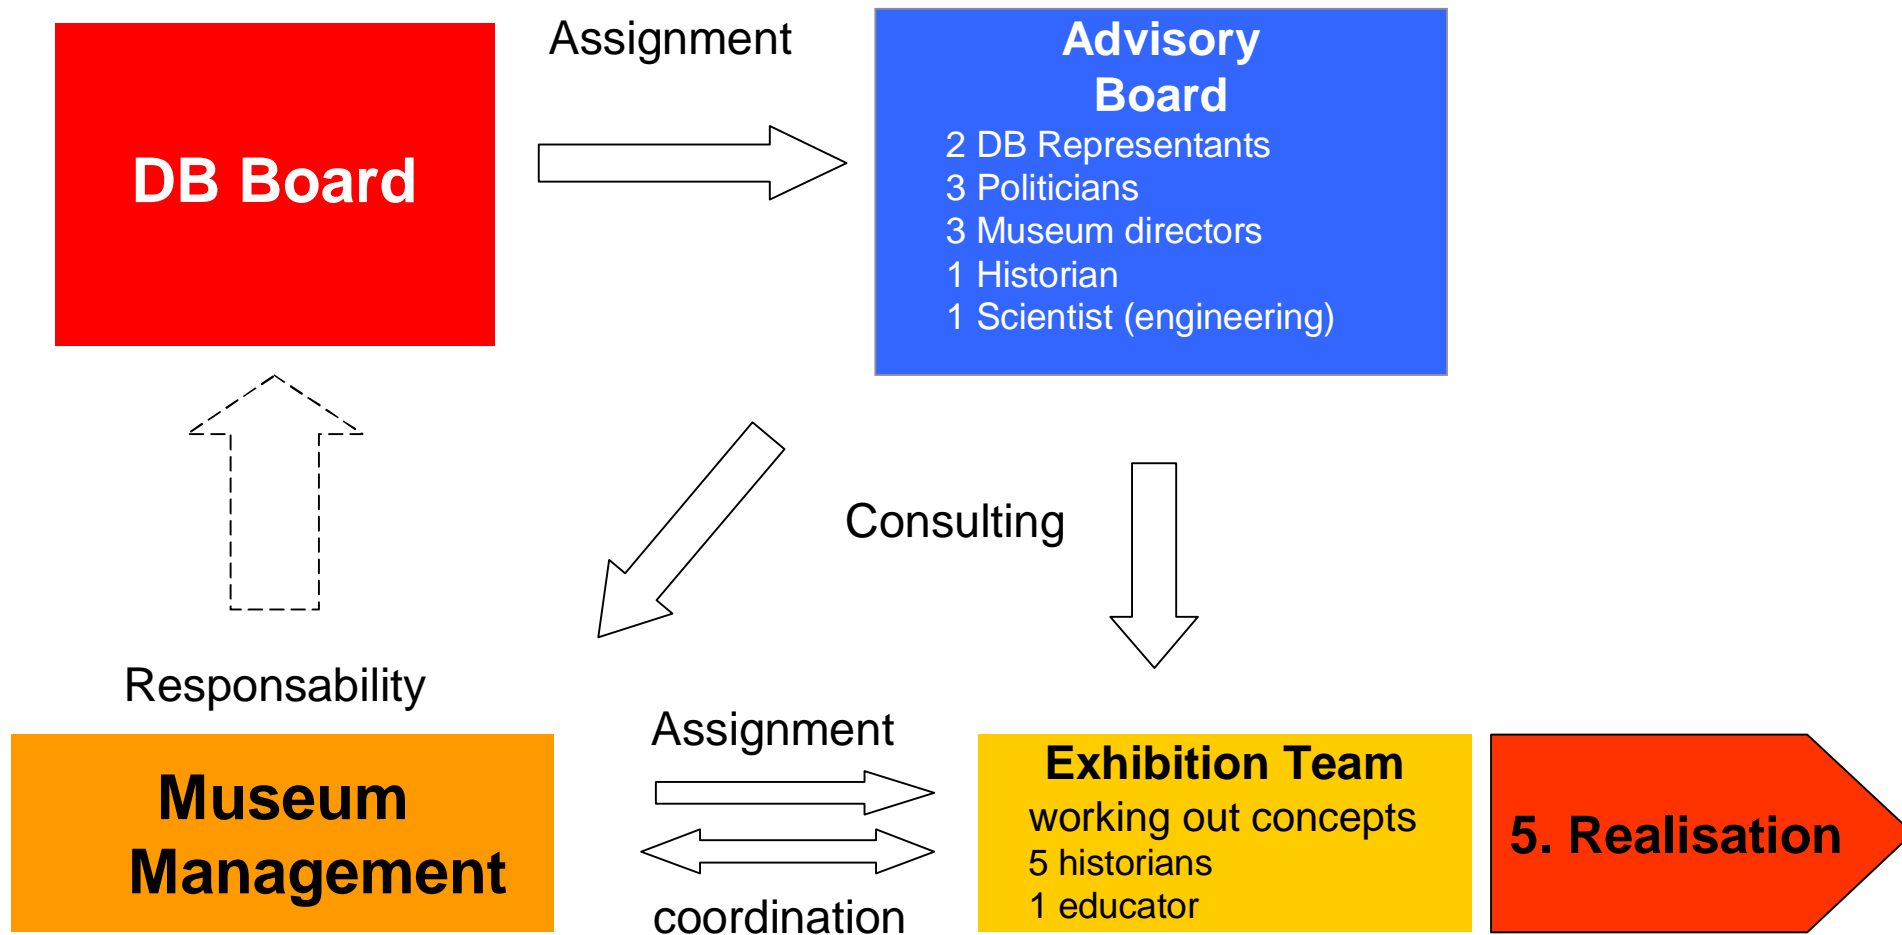 DB Board
Assignment
Advisory
Board
2 DB Representants
3 Politicians
3 Museum directors
1 Historian
1 Scientist (engineering)
Consulting
Responsability
Museum
Management
Assignment
coordination
Exhibition Team
working out concepts
5 historians
1 educator
5. Realisation